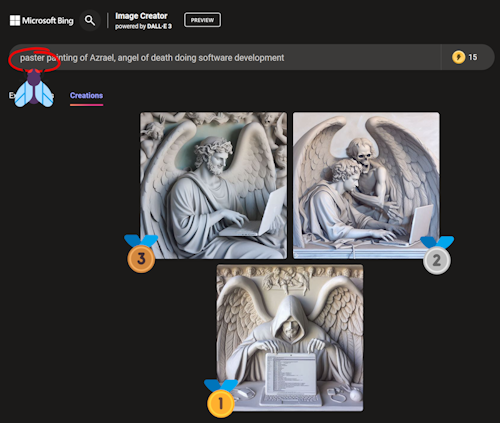 Microsoft Bing
Image Creator
powered by DALL·E 3
PREVIEW
paster painting of Azrael, angel of death doing software development
15
Creations
3
2
1